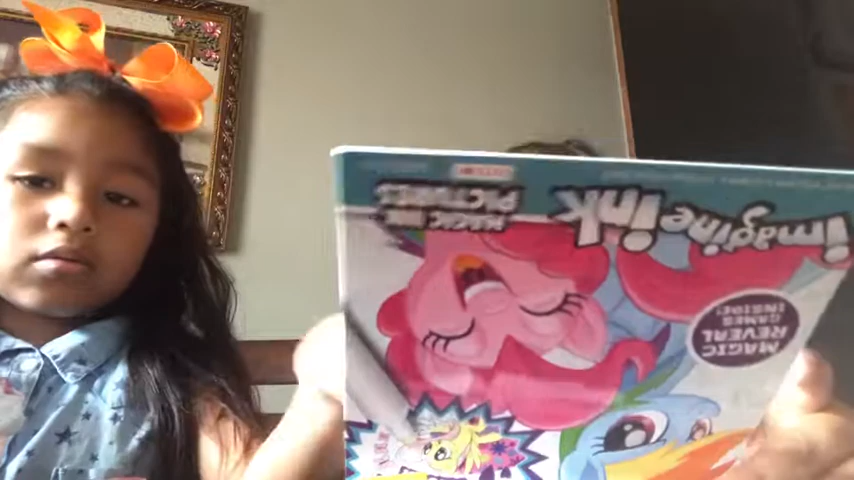 Imagine Ink
MAGIC INK
PICTURES
MAGIC
REVEAL
GAMES
INSIDE!